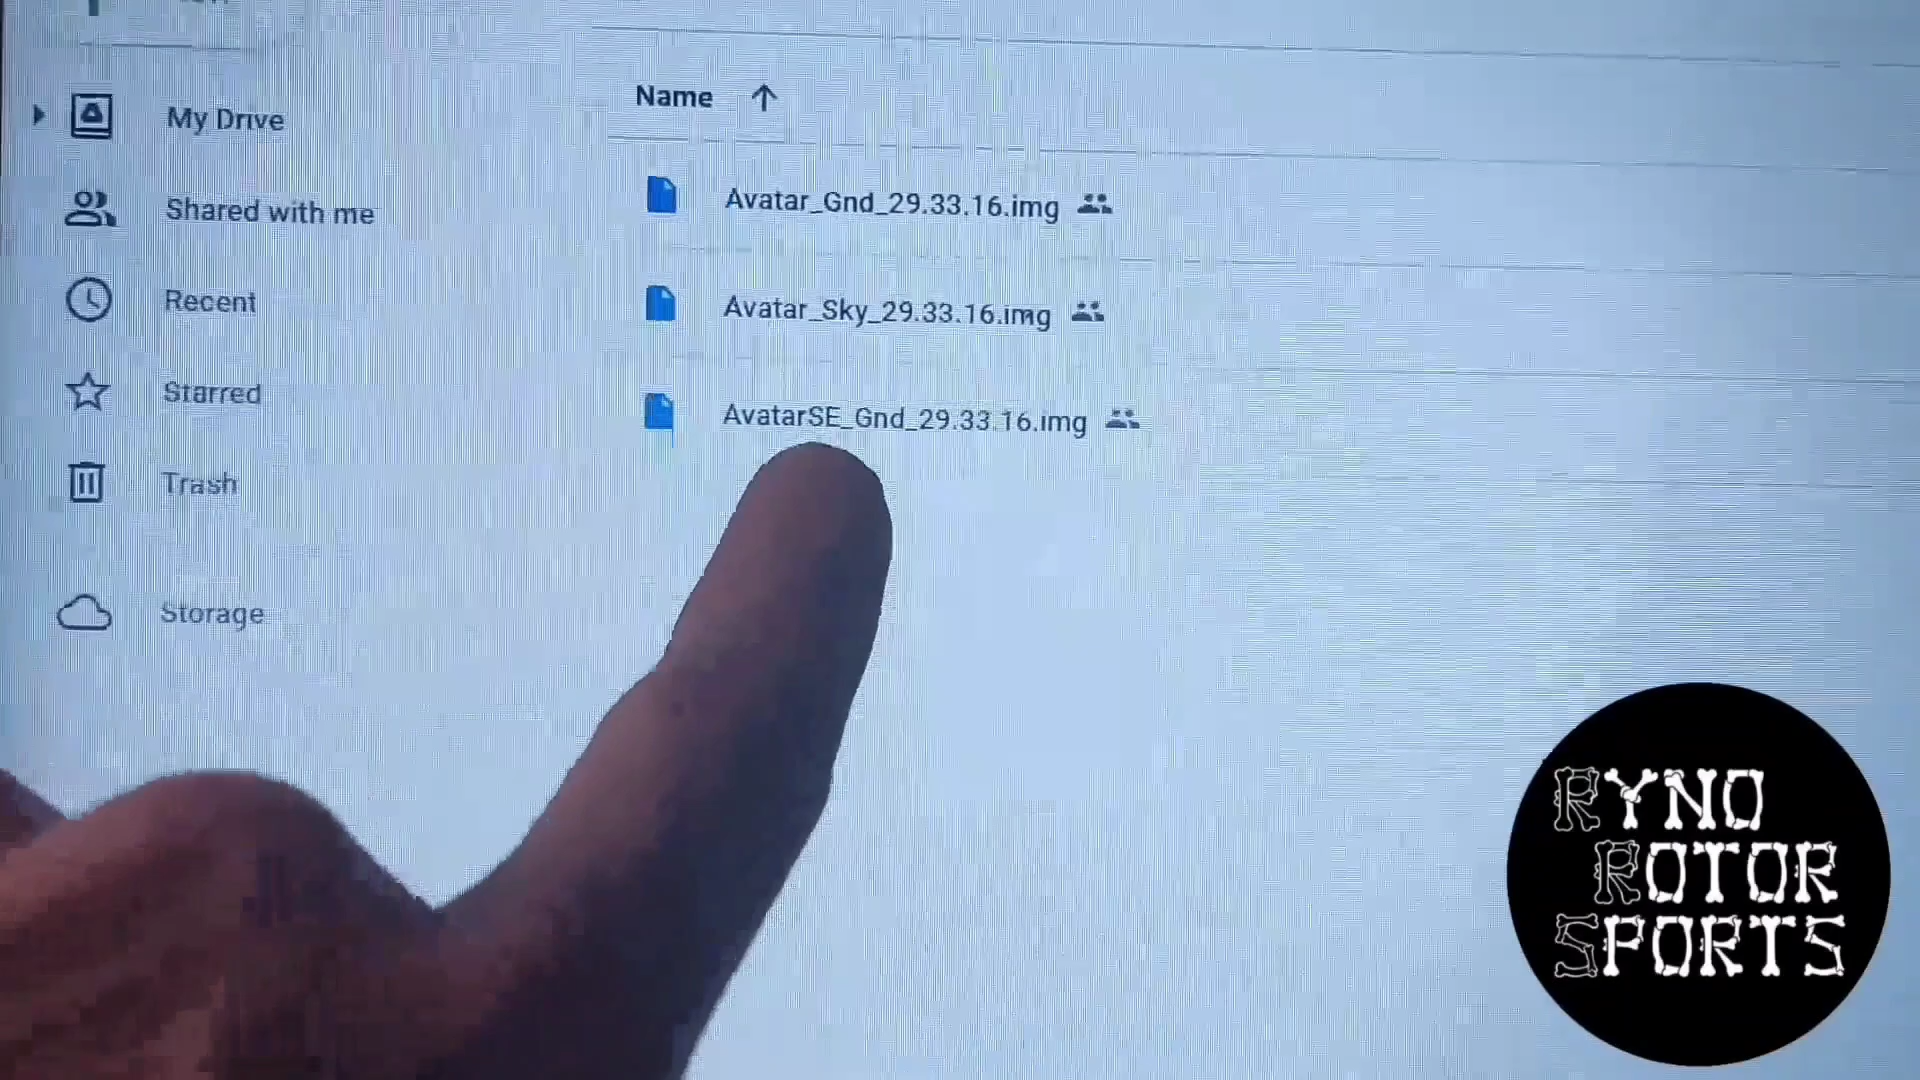 My Drive
Shared with me
Recent
Starred
Trash
Storage
Name
Avatar_Gnd_29.33.16.img
Avatar_Sky_29.33.16.img
AvatarSE_Gnd_29.33.16.img
RYNO
ROTOR
SPORTS